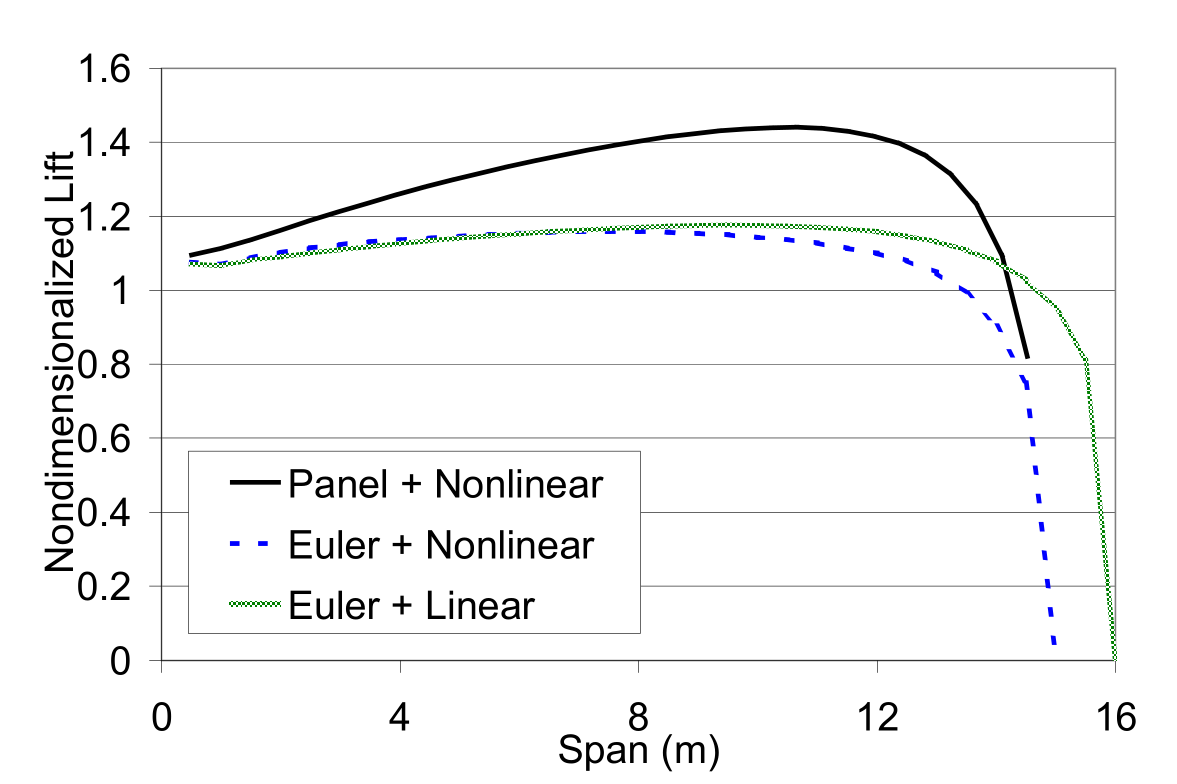 1.6
1.4
1.2
1
0.8
0.6
0.4
0.2
0
Nondimensionalized Lift
Panel + Nonlinear
Euler + Nonlinear
Euler + Linear
0 4 8 12 16
Span (m)